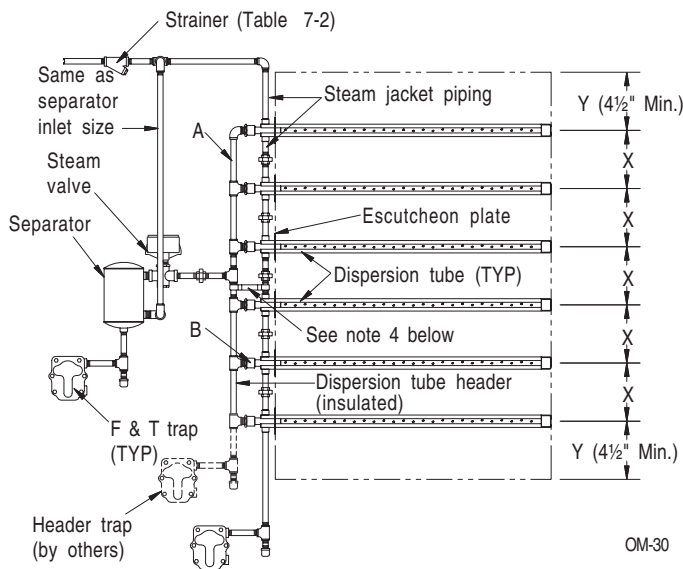 Strainer (Table 7-2)
Same as
separator
inlet size
Steam jacket piping
Y (4½" Min.)
A
X
Steam
valve
X
Separator
Escutcheon plate
X
Dispersion tube (TYP)
X
See note 4 below
B
Dispersion tube header
(insulated)
X
F & T trap
(TYP)
Y (4½" Min.)
Header trap
(by others)
OM-30